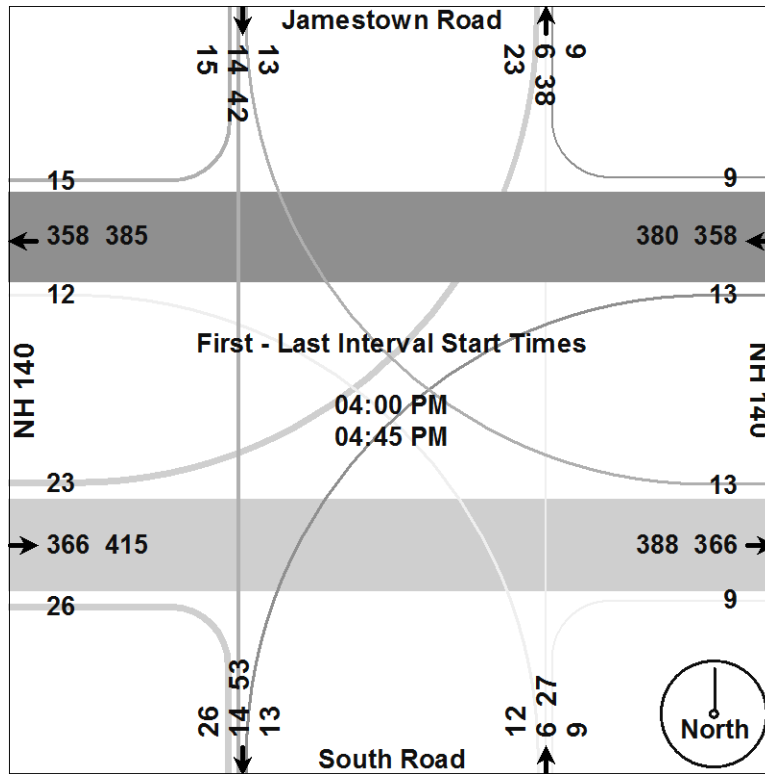 Jamestown Road
15 14 42 13
23 6 38 9
15
9
358 385
380 358
12
13
First - Last Interval Start Times
NH 140
NH 140
04:00 PM
04:45 PM
23
13
366 415
388 366
26
9
26 14 53 13
12 6 27 9
North
South Road